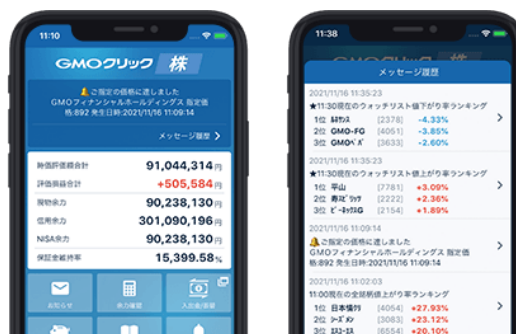 11:10
GMOクリック 株
ご指定の価格に達しました
GMOフィナンシャルホールディングス 指定価
格:892 発生日時:2021/11/16 11:09:14
メッセージ履歴 >
時価評価額合計 91,044,314円
評価損益合計 +505,584円
現物余力 90,238,130円
信用余力 301,090,196円
NISA余力 90,238,130円
保証金維持率 15,399.58%
お知らせ 余力確認 入出金/振替
11:38
メッセージ履歴
2021/11/16 11:35:23
★11:30現在のウォッチリスト値下がり率ランキング
1位 [2378] -4.33%
2位 GMO-FG [4051] -3.85%
3位 GMOペパ [3633] -2.60%
2021/11/16 11:35:23
★11:30現在のウォッチリスト値上がり率ランキング
1位 平山 [7781] +3.09%
2位 寿スピリッツ [2222] +2.36%
3位 ビーネックスG [2154] +1.89%
2021/11/16 11:09:14
ご指定の価格に達しました
GMOフィナンシャルホールディングス 指定価
格:892 発生日時:2021/11/16 11:09:14
2021/11/16 11:02:03
11:00現在の全銘柄値上がり率ランキング
1位 日本情ｸﾘ [4054] +27.93%
2位 [3083] +23.12%
3位 [6554] +20.10%